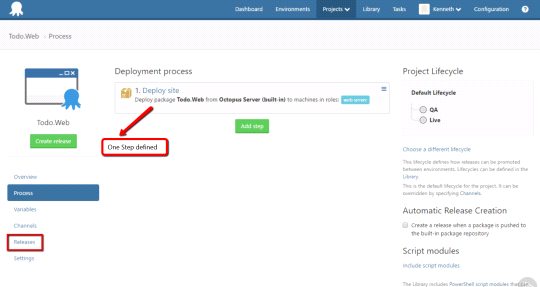 Dashboard Environments Projects Library Tasks Kenneth Configuration
Todo.Web › Process
Todo.Web
Create release
Overview
Process
Variables
Channels
Releases
Settings
Deployment process
1. Deploy site
Deploy package Todo.Web from Octopus Server (built-in) to machines in roles: web-server
Add step
One Step defined
Project Lifecycle
Default Lifecycle
QA
Live
Choose a different lifecycle
This lifecycle defines how releases can be promoted
between environments. Lifecycles can be defined in the
Library.
This is the default lifecycle for the project. It can be
overridden by specifying Channels.
Automatic Release Creation
Create a release when a package is pushed to
the built-in package repository
Script modules
Include script modules
The Library includes PowerShell script modules that can